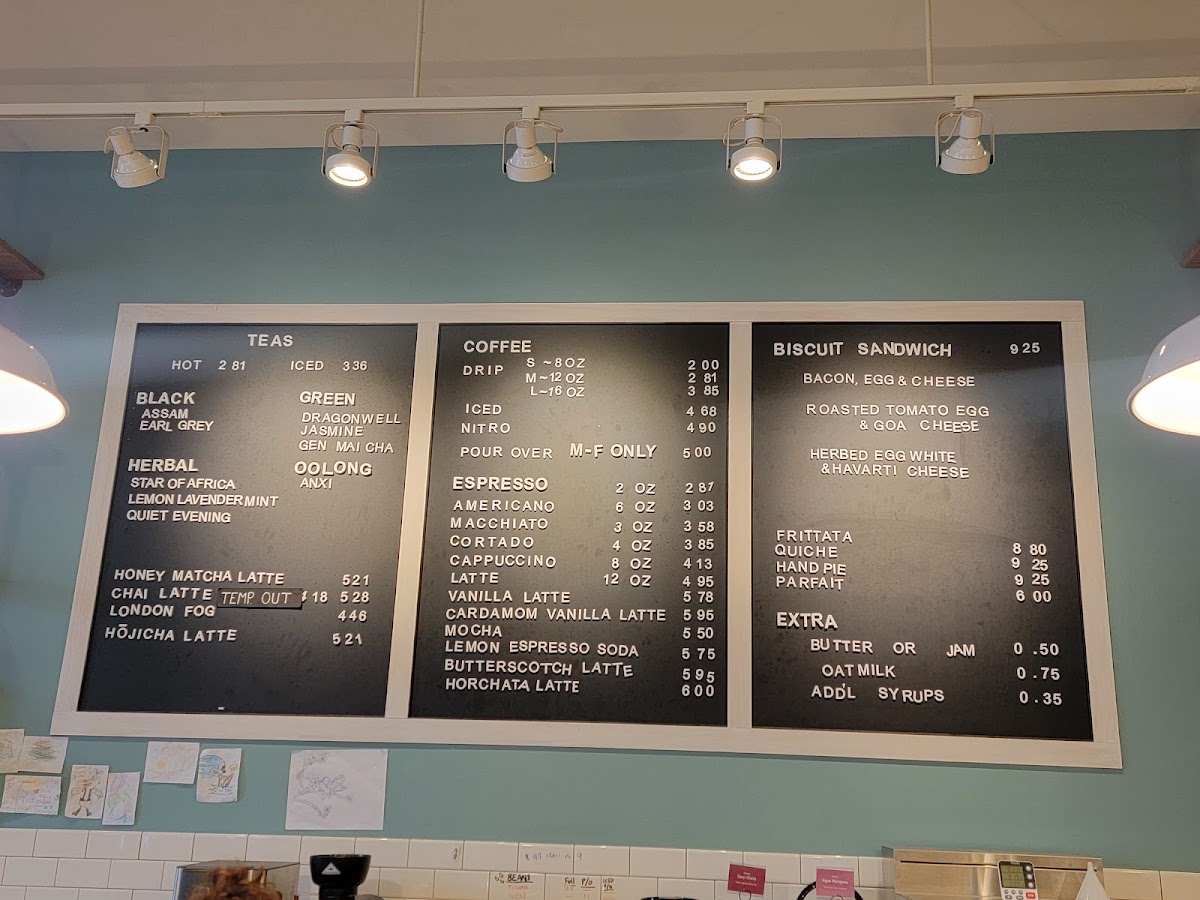 TEAS
HOT 2 81 ICED 3 36
BLACK
ASSAM
EARL GREY
GREEN
DRAGONWELL
JASMINE
GEN MAI CHA
HERBAL
STAR OF AFRICA
LEMON LAVENDER MINT
QUIET EVENING
OOLONG
ANXI
HONEY MATCHA LATTE 5 21
CHAI LATTE TEMP OUT 18 5 28
LONDON FOG 4 46
HŌJICHA LATTE 5 21
COFFEE
DRIP S ~ 8 OZ 2 00
M ~ 12 OZ 2 81
L ~ 16 OZ 3 85
ICED 4 68
NITRO 4 90
POUR OVER M-F ONLY 5 00
ESPRESSO 2 OZ 2 87
AMERICANO 6 OZ 3 03
MACCHIATO 3 OZ 3 58
CORTADO 4 OZ 3 85
CAPPUCCINO 8 OZ 4 13
LATTE 12 OZ 4 95
VANILLA LATTE 5 78
CARDAMOM VANILLA LATTE 5 95
MOCHA 5 50
LEMON ESPRESSO SODA 5 75
BUTTERSCOTCH LATTE 5 95
HORCHATA LATTE 6 00
BISCUIT SANDWICH 9 25
BACON, EGG & CHEESE
ROASTED TOMATO EGG
& GOA CHEESE
HERBED EGG WHITE
& HAVARTI CHEESE
FRITTATA
QUICHE 8 80
HAND PIE 9 25
PARFAIT 9 25
6 00
EXTRA
BUTTER OR JAM 0.50
OAT MILK 0.75
ADD'L SYRUPS 0.35
BEANS
Full P/O ICED